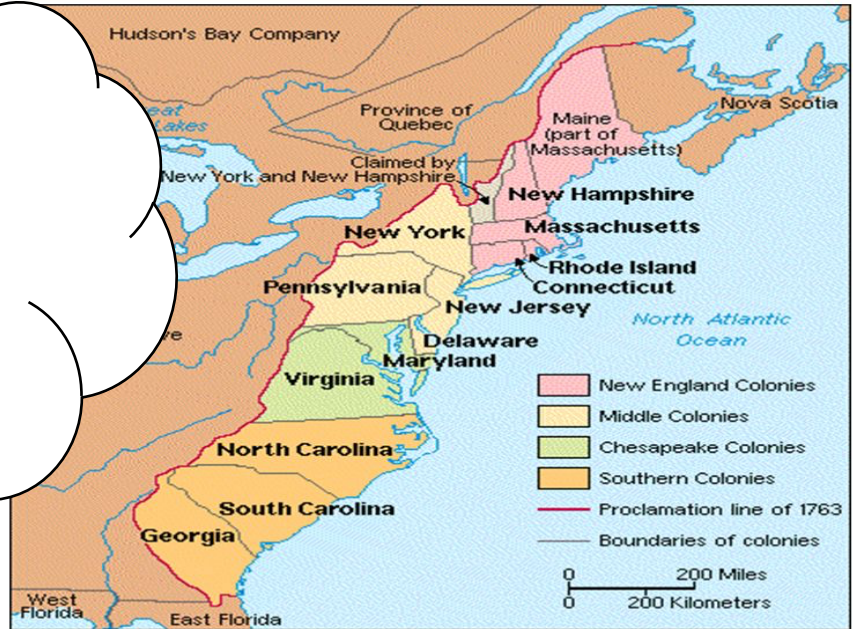 Hudson's Bay Company
Nova Scotia
Lakes
Province of
Quebec
Maine
(part of
Massachusetts)
Claimed by
New York and New Hampshire
New Hampshire
Massachusetts
New York
Rhode Island
Connecticut
Pennsylvania
New Jersey
North Atlantic
Ocean
Delaware
Maryland
Virginia
New England Colonies
Middle Colonies
Chesapeake Colonies
Southern Colonies
Proclamation line of 1763
Boundaries of colonies
North Carolina
South Carolina
Georgia
0 200 Miles
0 200 Kilometers
West
Florida
East Florida